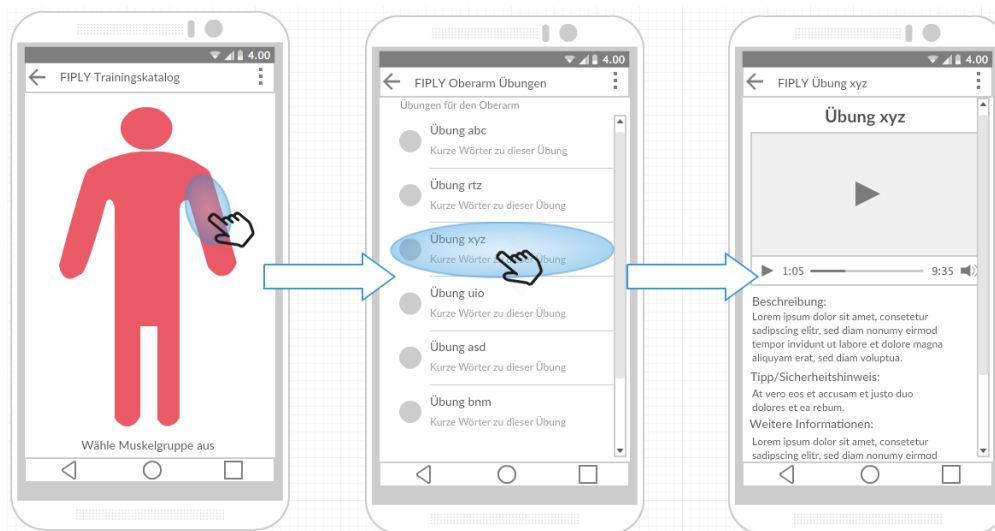 4.00
FIPLY Trainingskatalog
Wähle Muskelgruppe aus
4.00
FIPLY Oberarm Übungen
Übungen für den Oberarm
Übung abc
Kurze Wörter zu dieser Übung
Übung rtz
Kurze Wörter zu dieser Übung
Übung xyz
Kurze Wörter zu dieser Übung
Übung uio
Kurze Wörter zu dieser Übung
Übung asd
Kurze Wörter zu dieser Übung
Übung bnm
Kurze Wörter zu dieser Übung
4.00
FIPLY Übung xyz
Übung xyz
1:05 9:35
Beschreibung:
Lorem ipsum dolor sit amet, consetetur
sadipscing elitr, sed diam nonumy eirmod
tempor invidunt ut labore et dolore magna
aliquyam erat, sed diam voluptua.
Tipp/Sicherheitshinweis:
At vero eos et accusam et justo duo
dolores et ea rebum.
Weitere Informationen:
Lorem ipsum dolor sit amet, consetetur
sadipscing elitr, sed diam nonumy eirmod